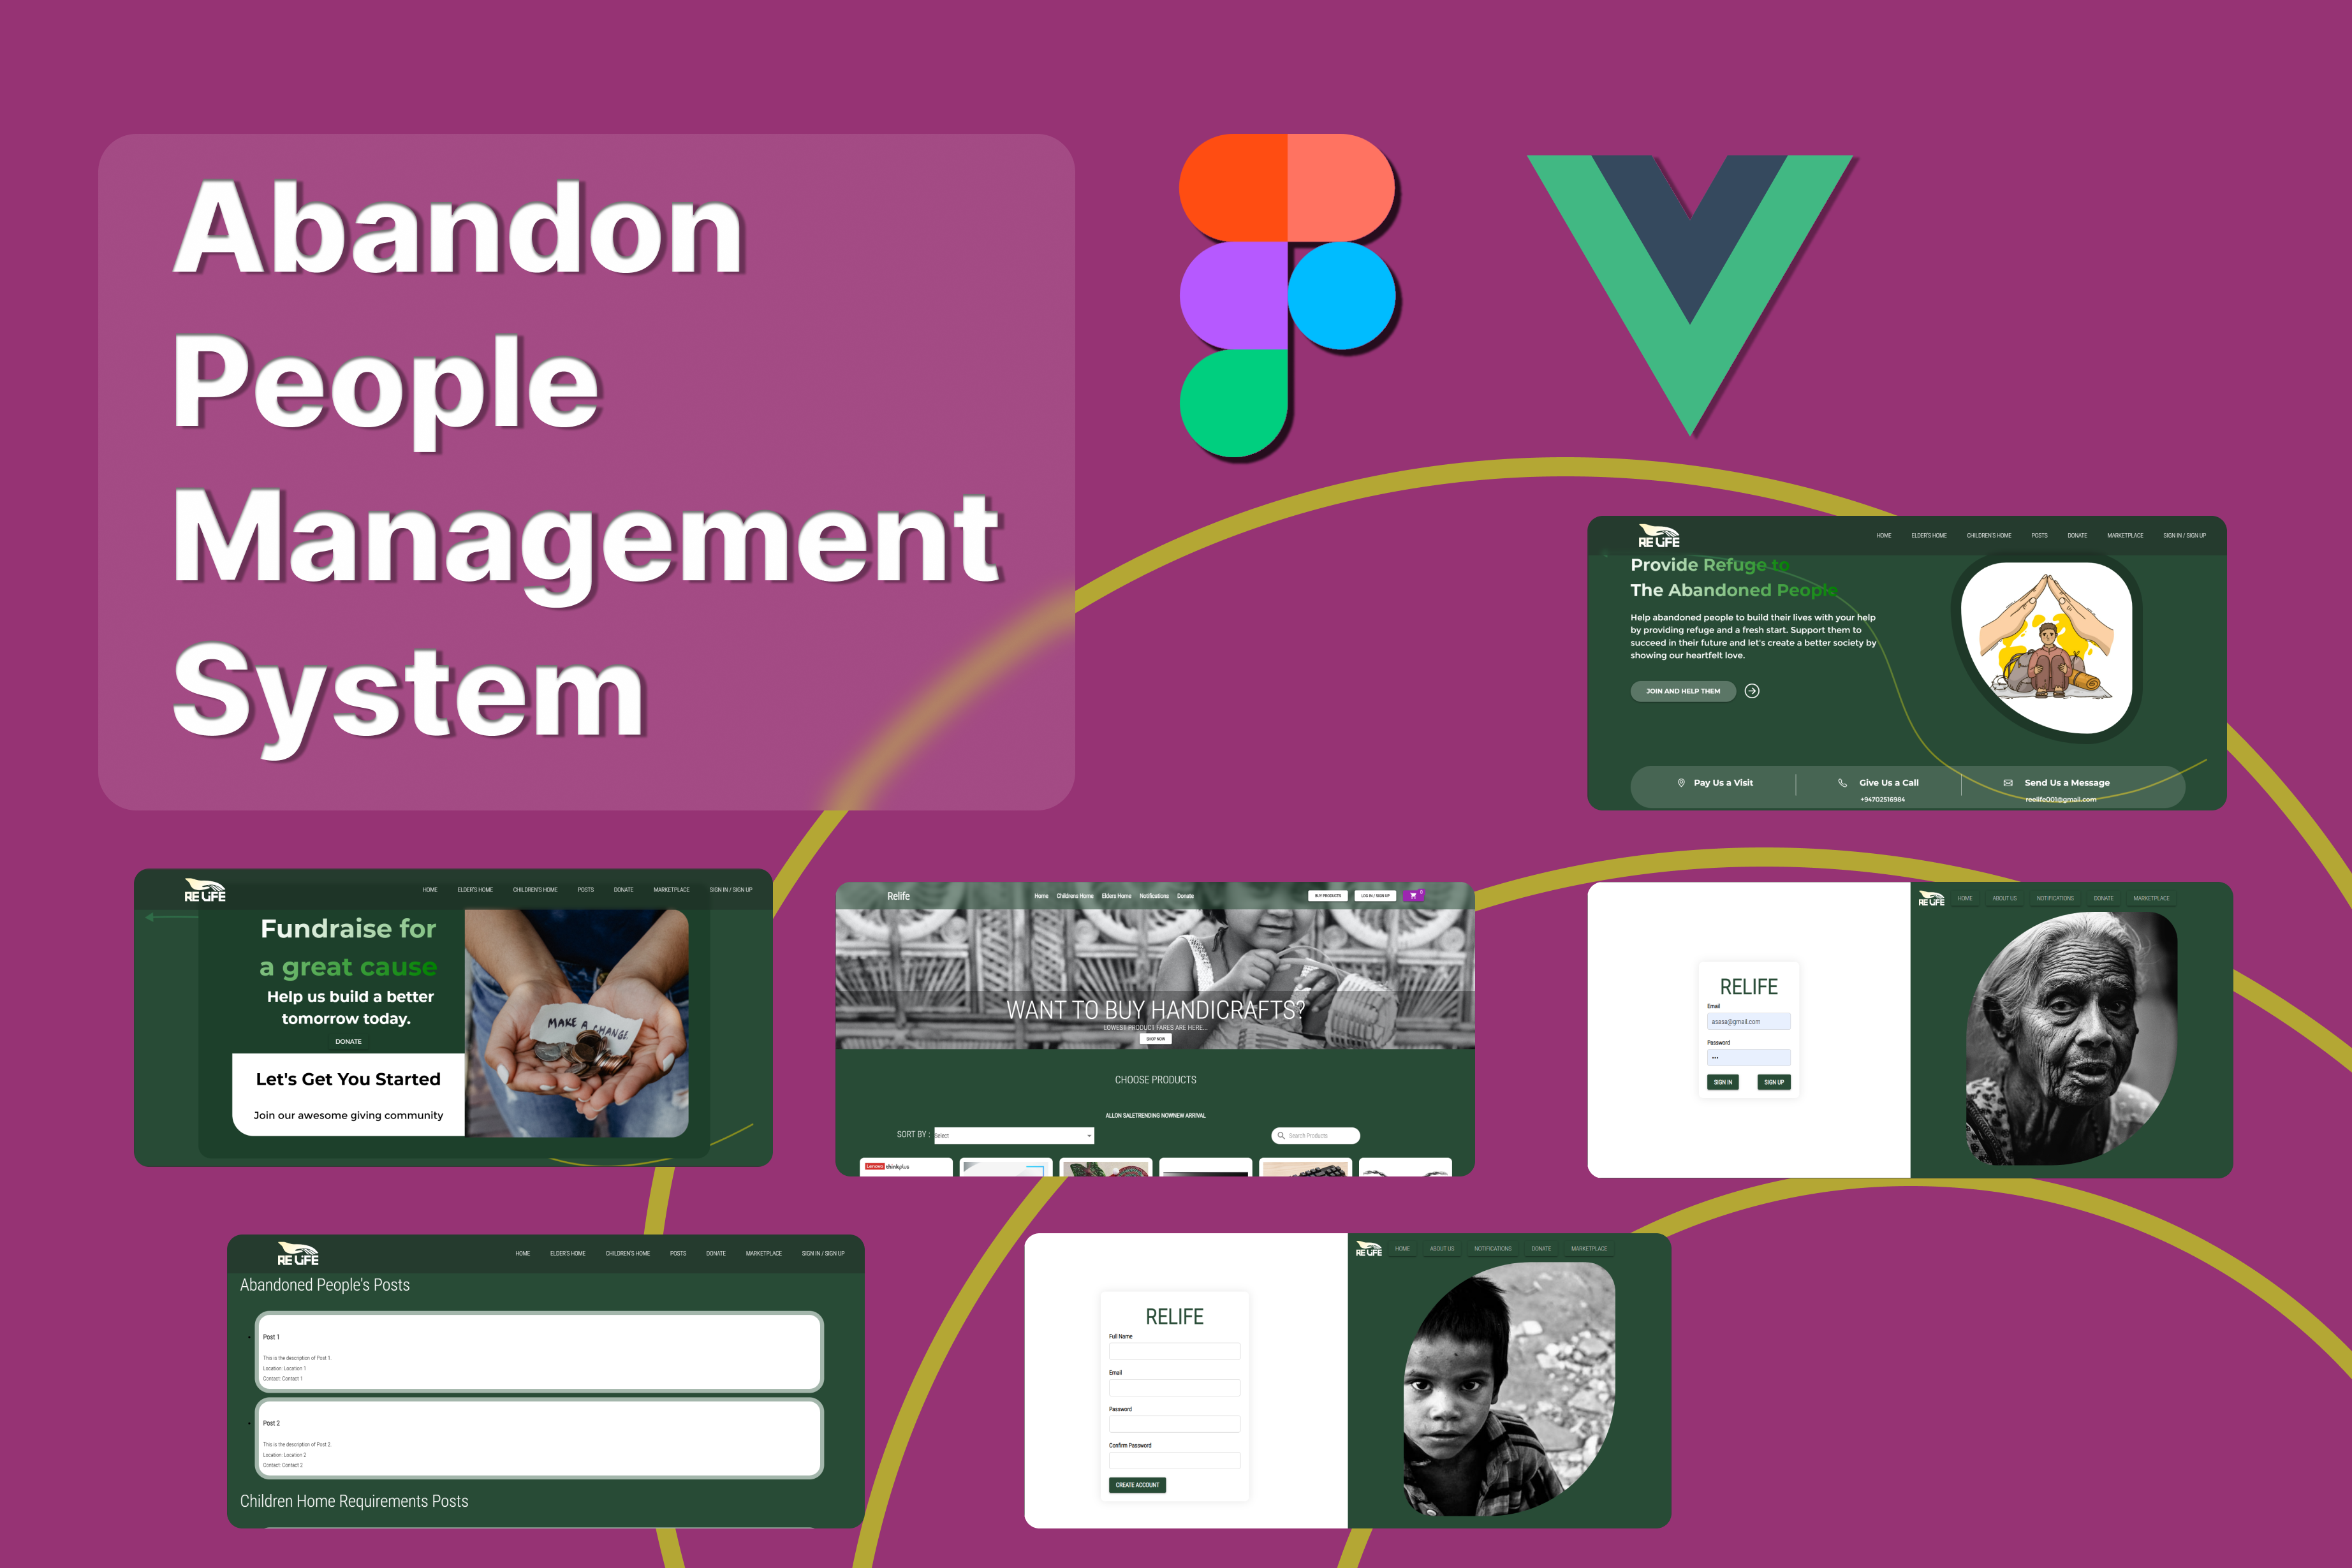 Abandon
People
Management
System
RE LIFE
HOME ELDER'S HOME CHILDREN'S HOME POSTS DONATE MARKETPLACE SIGN IN / SIGN UP
Provide Refuge to
The Abandoned People
Help abandoned people to build their lives with your help
by providing refuge and a fresh start. Support them to
succeed in their future and let's create a better society by
showing our heartfelt love.
JOIN AND HELP THEM
Pay Us a Visit Give Us a Call Send Us a Message
+94702516984 reelife001@gmail.com
RE LIFE
HOME ELDER'S HOME CHILDREN'S HOME POSTS DONATE MARKETPLACE SIGN IN / SIGN UP
Fundraise for
a great cause
Help us build a better
tomorrow today.
DONATE
Let's Get You Started
Join our awesome giving community
MAKE A CHANGE
Relife
Home Childrens Home Elders Home Notifications Donate
BUY PRODUCTS LOG IN / SIGN UP 0
WANT TO BUY HANDICRAFTS?
LOWEST PRODUCT FARES ARE HERE...
SHOP NOW
CHOOSE PRODUCTS
ALLON SALETRENDING NOWNEW ARRIVAL
SORT BY : Select Search Products
Lenovo thinkplus
RE LIFE
HOME ABOUT US NOTIFICATIONS DONATE MARKETPLACE
RELIFE
Email
asasa@gmail.com
Password
•••
SIGN IN SIGN UP
RE LIFE
HOME ELDER'S HOME CHILDREN'S HOME POSTS DONATE MARKETPLACE SIGN IN / SIGN UP
Abandoned People's Posts
Post 1
This is the description of Post 1.
Location: Location 1
Contact: Contact 1
Post 2
This is the description of Post 2.
Location: Location 2
Contact: Contact 2
Children Home Requirements Posts
RE LIFE
HOME ABOUT US NOTIFICATIONS DONATE MARKETPLACE
RELIFE
Full Name
Email
Password
Confirm Password
CREATE ACCOUNT